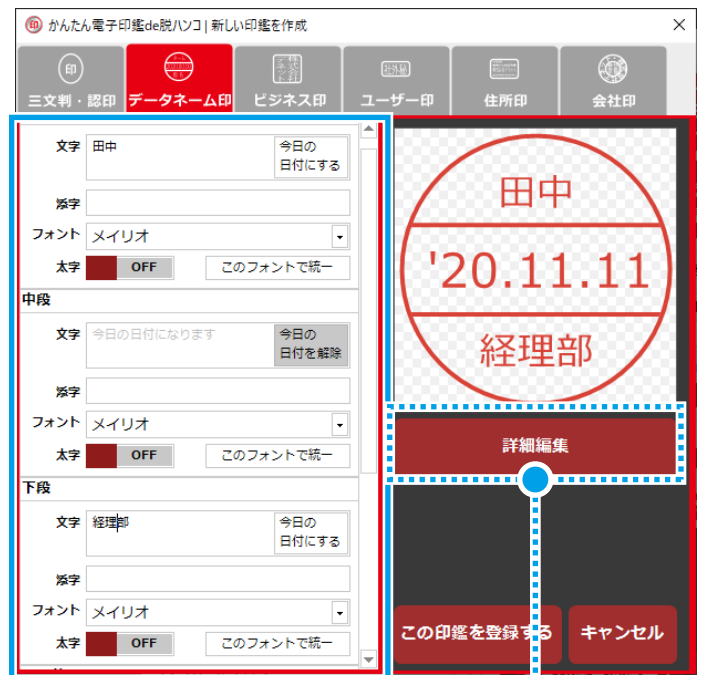 かんたん電子印鑑de脱ハンコ | 新しい印鑑を作成
印
三文判・認印
データネーム印
ビジネス印
社外秘
ユーザー印
住所印
会社印
文字 田中 今日の
日付にする
添字
フォント メイリオ
太字 OFF このフォントで統一
中段
文字 今日の日付になります 今日の
日付を解除
添字
フォント メイリオ
太字 OFF このフォントで統一
下段
文字 経理部 今日の
日付にする
添字
フォント メイリオ
太字 OFF このフォントで統一
田中
'20.11.11
経理部
詳細編集
この印鑑を登録する
キャンセル